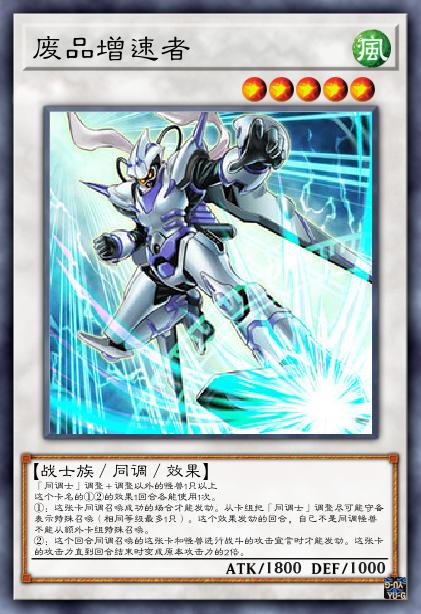 废品增速者
風
【战士族／同调／效果】
「同调士」调整＋调整以外的怪兽1只以上
这个卡名的①②的效果1回合各能使用1次。
①：这张卡同调召唤成功的场合才能发动。从卡组把「同调士」调整尽可能守备
表示特殊召唤（相同等级最多1只）。这个效果发动的回合，自己不是同调怪兽
不能从额外卡组特殊召唤。
②：这个回合同调召唤的这张卡和怪兽进行战斗的攻击宣言时才能发动。这张卡
的攻击力直到回合结束时变成原本攻击力的2倍。
ATK/1800 DEF/1000